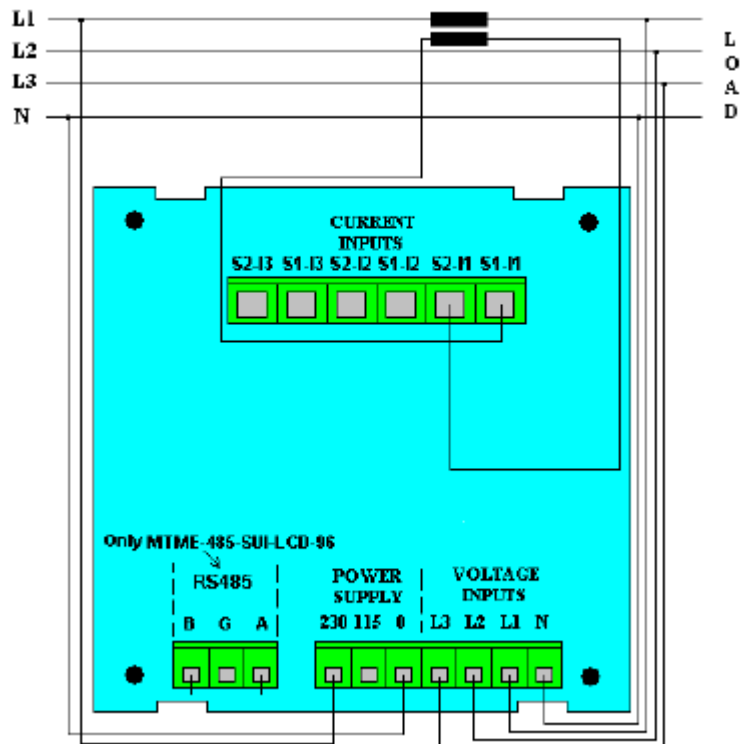 L1
L2
L3
N
L
O
A
D
CURRENT
INPUTS
S2-I3 S1-I3 S2-I2 S1-I2 S2-I1 S1-I1
Only MTME-485-SUI-LCD-96
RS485
B G A
POWER
SUPPLY
230 115 0
VOLTAGE
INPUTS
L3 L2 L1 N